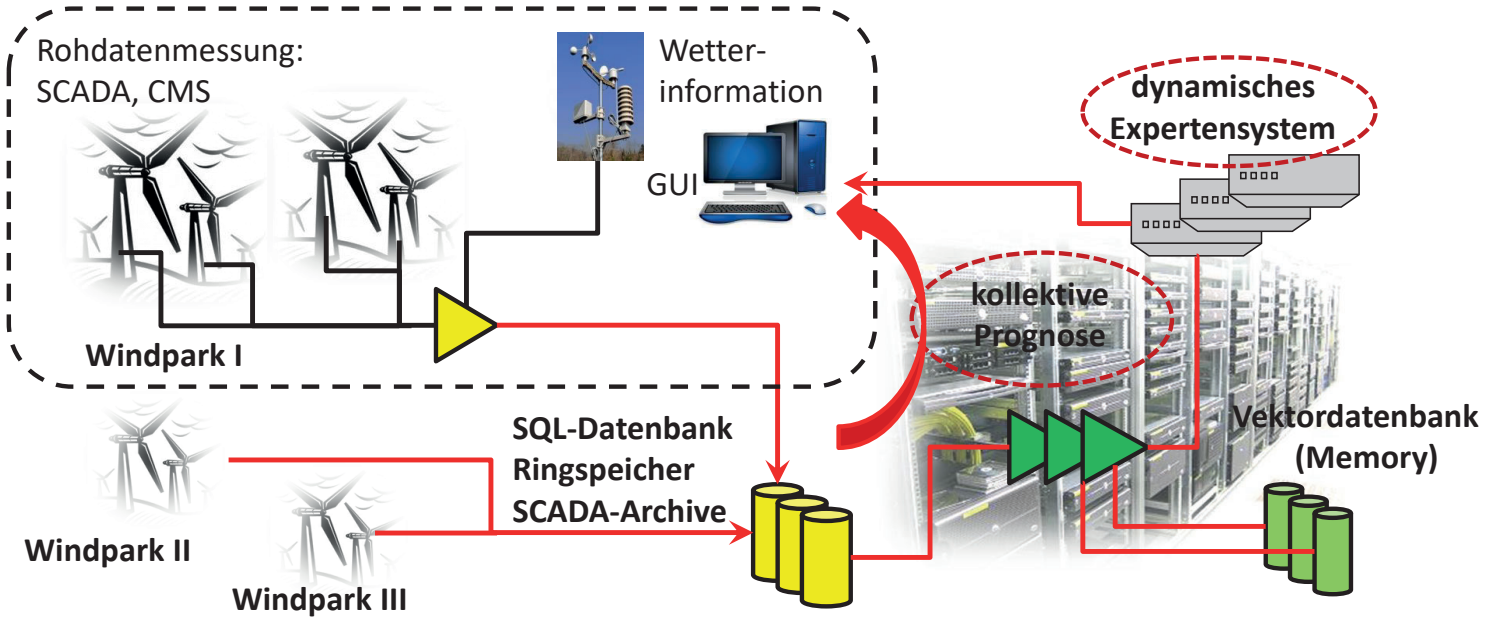 Rohdatenmessung:
SCADA, CMS
Wetter-
information
GUI
Windpark I
dynamisches
Expertensystem
kollektive
Prognose
SQL-Datenbank
Ringspeicher
SCADA-Archive
Vektordatenbank
(Memory)
Windpark II
Windpark III